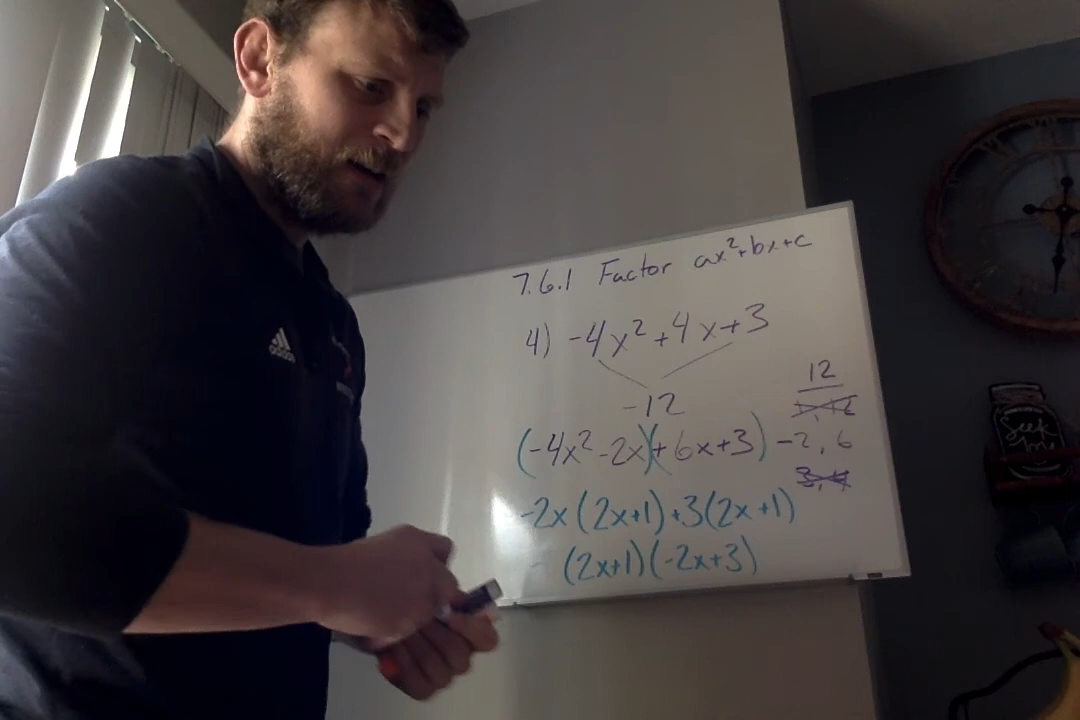 7.6.1 Factor ax²+bx+c
4) -4x²+4x+3
-12
12
(-4x²-2x)(+6x+3)
-2, 6
-2x(2x+1)+3(2x+1)
(2x+1)(-2x+3)
adidas
Seek